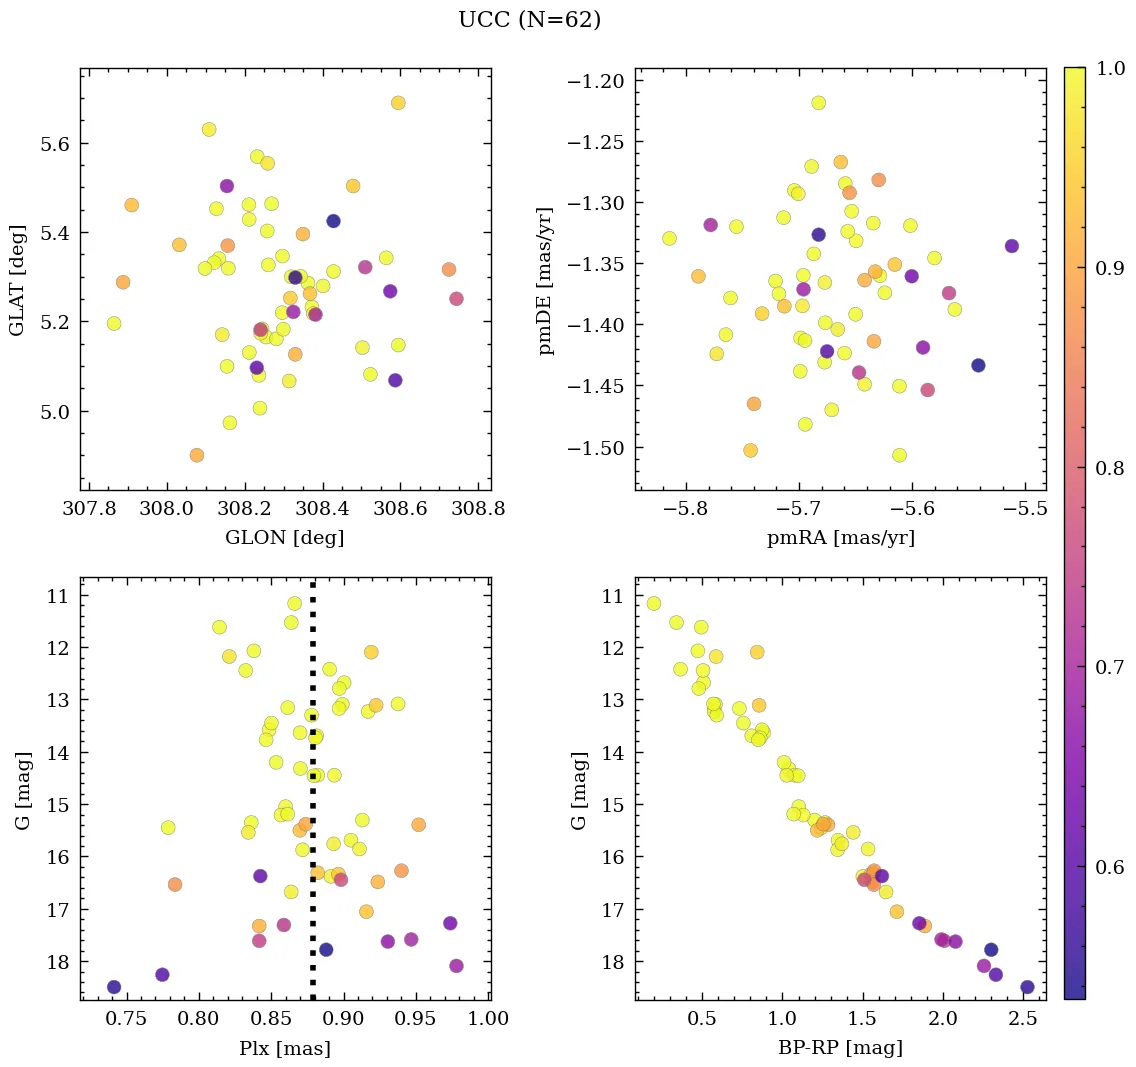 UCC (N=62)
5.6
5.4
5.2
5.0
GLAT [deg]
307.8 308.0 308.2 308.4 308.6 308.8
GLON [deg]
−1.20
−1.25
−1.30
−1.35
−1.40
−1.45
−1.50
pmDE [mas/yr]
−5.8 −5.7 −5.6 −5.5
pmRA [mas/yr]
1.0
0.9
0.8
0.7
0.6
11
12
13
14
15
16
17
18
G [mag]
0.75 0.80 0.85 0.90 0.95 1.00
Plx [mas]
11
12
13
14
15
16
17
18
G [mag]
0.5 1.0 1.5 2.0 2.5
BP-RP [mag]